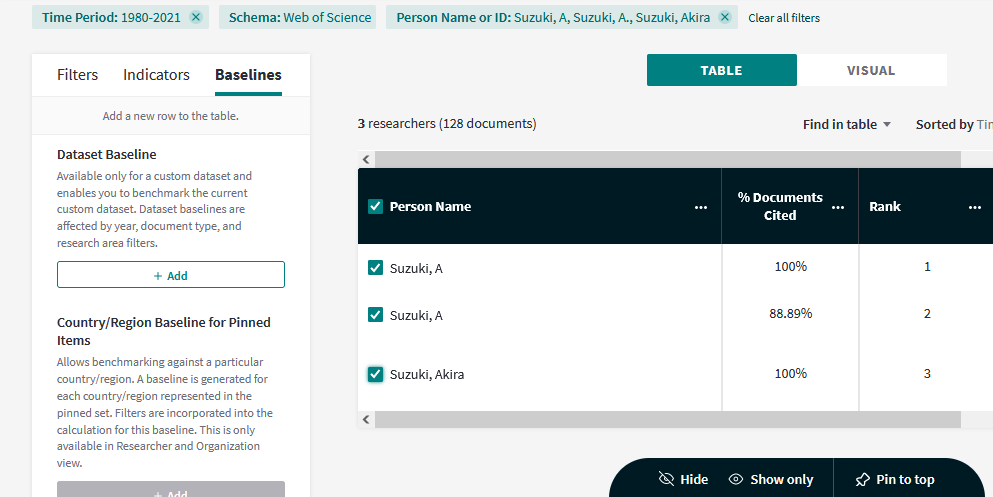 Time Period: 1980-2021
Schema: Web of Science
Person Name or ID: Suzuki, A, Suzuki, A., Suzuki, Akira
Clear all filters
Filters Indicators Baselines
Add a new row to the table.
Dataset Baseline
Available only for a custom dataset and
enables you to benchmark the current
custom dataset. Dataset baselines are
affected by year, document type, and
research area filters.
+ Add
Country/Region Baseline for Pinned
Items
Allows benchmarking against a particular
country/region. A baseline is generated for
each country/region represented in the
pinned set. Filters are incorporated into the
calculation for this baseline. This is only
available in Researcher and Organization
view.
+ Add
TABLE VISUAL
3 researchers (128 documents)
Find in table
Sorted by Tin
Person Name ... % Documents Cited ... Rank ...
Suzuki, A 100% 1
Suzuki, A 88.89% 2
Suzuki, Akira 100% 3
Hide Show only Pin to top